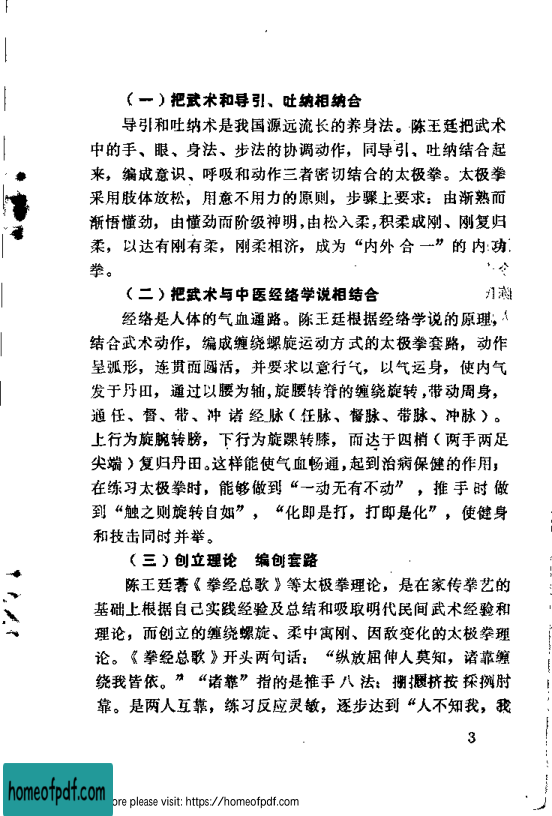 （一）把武术和导引、吐纳相纳合
导引和吐纳术是我国源远流长的养身法。陈王廷把武术
中的手、眼、身法、步法的协调动作，同导引、吐纳结合起
来，编成意识、呼吸和动作三者密切结合的太极拳。太极拳
采用肢体放松，用意不用力的原则，步骤上要求：由渐熟而
渐悟懂劲，由懂劲而阶级神明，由松入柔，积柔成刚、刚复归
柔，以达有刚有柔，刚柔相济，成为“内外合一”的内功
拳。
（二）把武术与中医经络学说相结合
经络是人体的气血通路。陈王廷根据经络学说的原理，
结合武术动作，编成缠绕螺旋运动方式的太极拳套路，动作
呈弧形，连贯而圆活，并要求以意行气，以气运身，使内气
发于丹田，通过以腰为轴，旋腰转脊的缠绕旋转，带动周身，
通任、督、带、冲诸经脉（任脉、督脉、带脉、冲脉）。
上行为旋腕转膀，下行为旋踝转膝，而达于四梢（两手两足
尖端）复归丹田。这样能使气血畅通，起到治病保健的作用；
在练习太极拳时，能够做到“一动无有不动”，推手时做
到“触之则旋转自如”，“化即是打，打即是化”，使健身
和技击同时并举。
（三）创立理论 编创套路
陈王廷著《拳经总歌》等太极拳理论，是在家传拳艺的
基础上根据自己实践经验及总结和吸取明代民间武术经验和
理论，而创立的缠绕螺旋、柔中寓刚、因敌变化的太极拳理
论。《拳经总歌》开头两句话：“纵放屈伸人莫知，诸靠缠
绕我皆依。”“诸靠”指的是推手八法：掤㨰挤按採挒肘
靠。是两人互靠，练习反应灵敏，逐步达到“人不知我，我
3
homeofpdf.com
ore please visit: https://homeofpdf.com